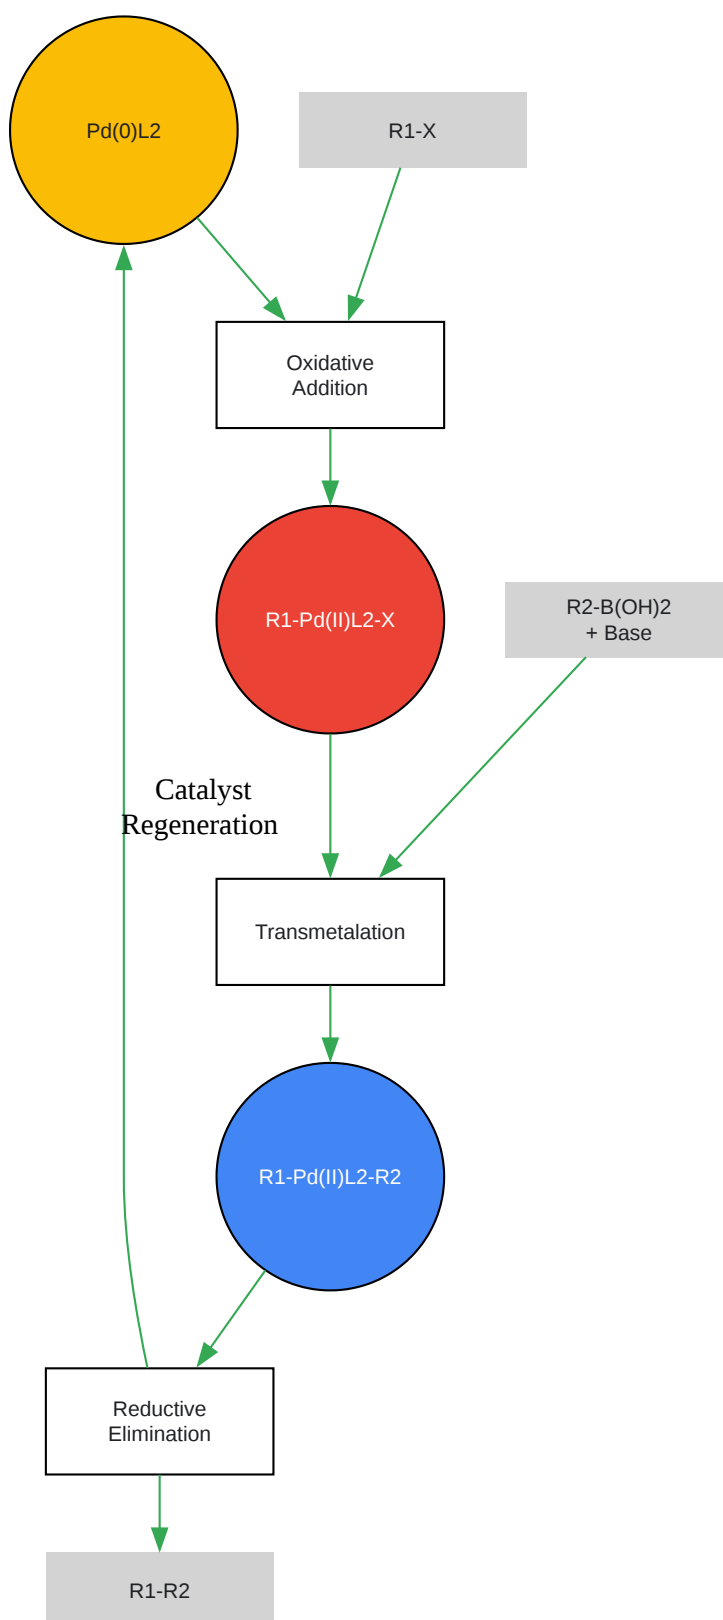 Pd(0)L2
R1-X
Oxidative
Addition
R1-Pd(II)L2-X
R2-B(OH)2
+ Base
Catalyst
Regeneration
Transmetalation
R1-Pd(II)L2-R2
Reductive
Elimination
R1-R2